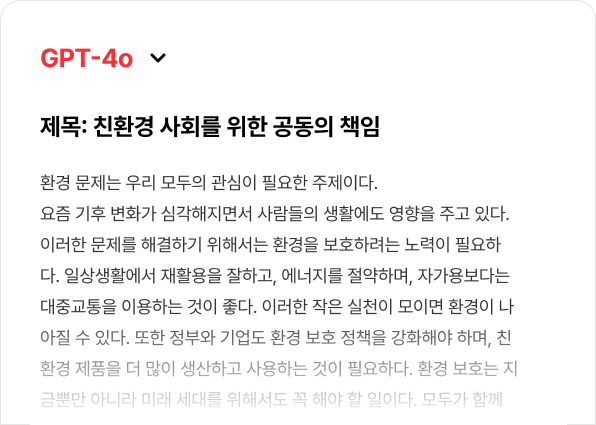 GPT-4o
제목: 친환경 사회를 위한 공동의 책임
환경 문제는 우리 모두의 관심이 필요한 주제이다.
요즘 기후 변화가 심각해지면서 사람들의 생활에도 영향을 주고 있다.
이러한 문제를 해결하기 위해서는 환경을 보호하려는 노력이 필요하
다. 일상생활에서 재활용을 잘하고, 에너지를 절약하며, 자가용보다는
대중교통을 이용하는 것이 좋다. 이러한 작은 실천이 모이면 환경이 나
아질 수 있다. 또한 정부와 기업도 환경 보호 정책을 강화해야 하며, 친
환경 제품을 더 많이 생산하고 사용하는 것이 필요하다. 환경 보호는 지
금뿐만 아니라 미래 세대를 위해서도 꼭 해야 할 일이다. 모두가 함께